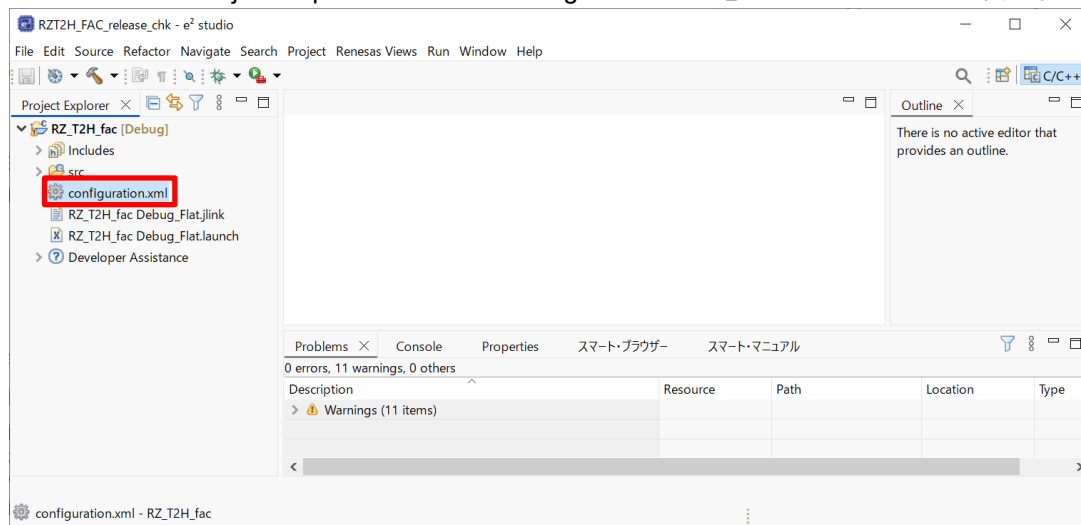 RZT2H_FAC_release_chk - e² studio
File Edit Source Refactor Navigate Search Project Renesas Views Run Window Help
C/C++
Project Explorer
Outline
RZ_T2H_fac [Debug]
There is no active editor that
provides an outline.
Includes
src
configuration.xml
RZ_T2H_fac Debug_Flat.jlink
RZ_T2H_fac Debug_Flat.launch
Developer Assistance
Problems Console Properties スマート・ブラウザー スマート・マニュアル
0 errors, 11 warnings, 0 others
Description Resource Path Location Type
Warnings (11 items)
configuration.xml - RZ_T2H_fac